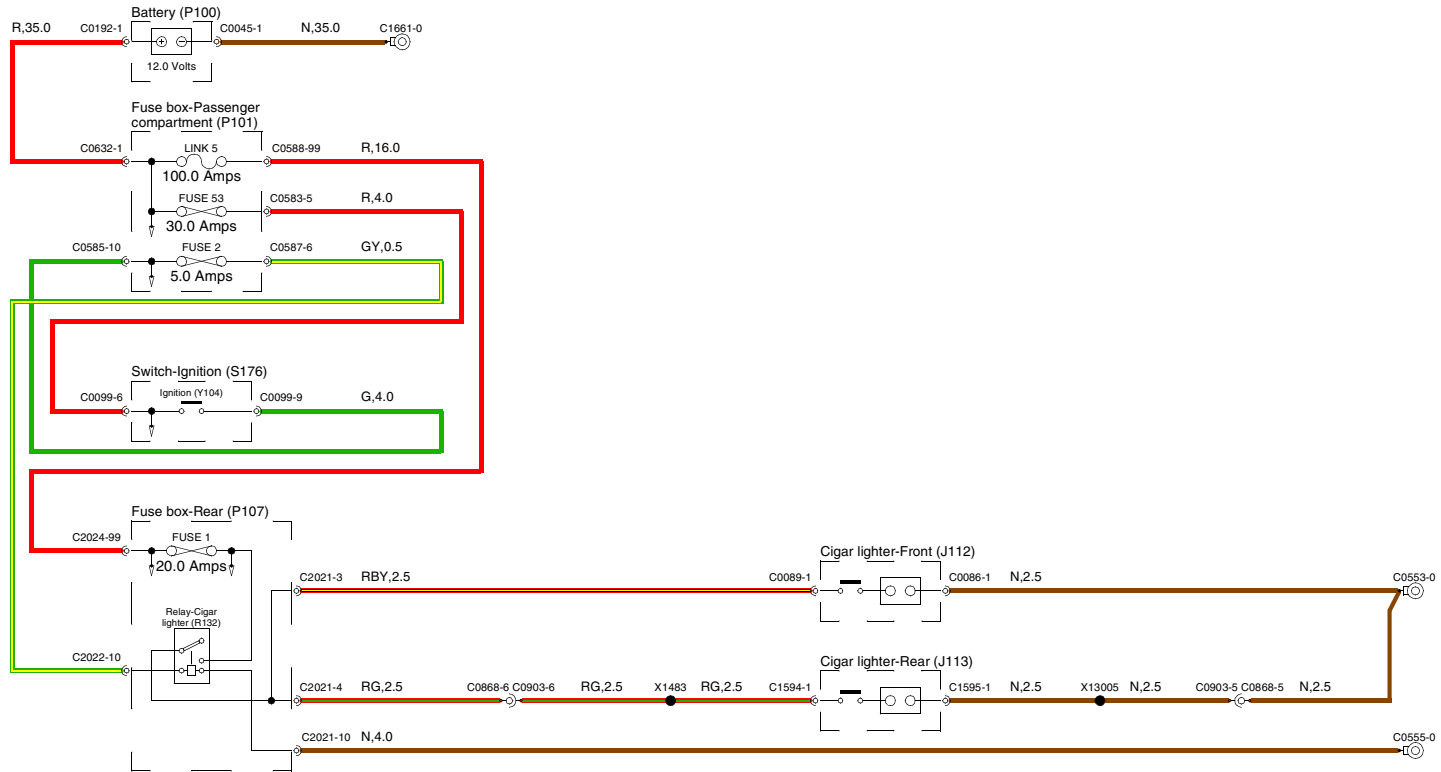 Battery (P100)
R,35.0 C0192-1 C0045-1 N,35.0 C1661-0
12.0 Volts
Fuse box-Passenger
compartment (P101)
C0632-1 LINK 5 C0588-99 R,16.0
100.0 Amps
FUSE 53 C0583-5 R,4.0
30.0 Amps
C0585-10 FUSE 2 C0587-6 GY,0.5
5.0 Amps
Switch-Ignition (S176)
C0099-6 Ignition (Y104) C0099-9 G,4.0
Fuse box-Rear (P107)
C2024-99 FUSE 1
20.0 Amps
Cigar lighter-Front (J112)
C2021-3 RBY,2.5 C0089-1 C0086-1 N,2.5 C0553-0
Relay-Cigar
lighter (R132)
C2022-10
Cigar lighter-Rear (J113)
C2021-4 RG,2.5 C0868-6 C0903-6 RG,2.5 X1483 RG,2.5 C1594-1 C1595-1 N,2.5 X13005 N,2.5 C0903-5 C0868-5 N,2.5
C2021-10 N,4.0 C0555-0